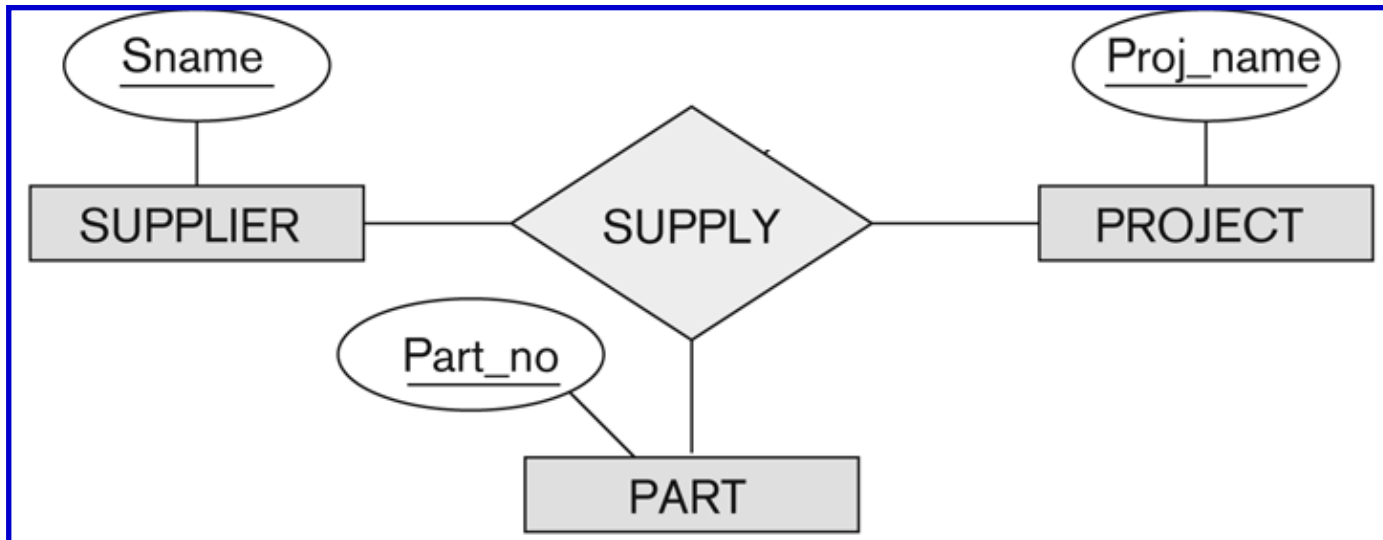 Sname
Proj_name
SUPPLIER
SUPPLY
PROJECT
Part_no
PART